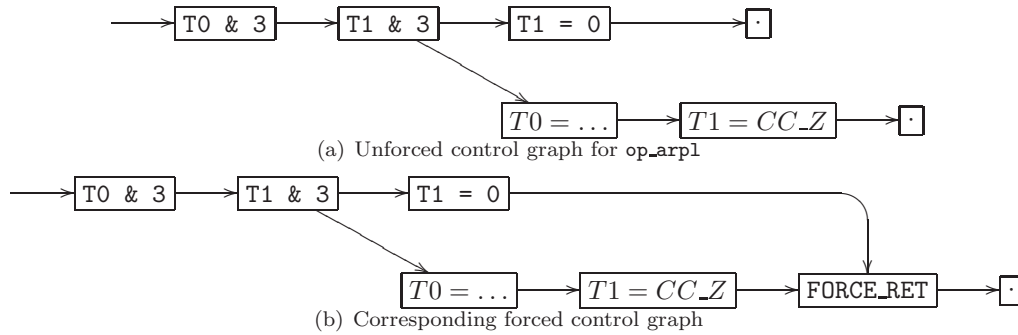 T0 & 3 T1 & 3 T1 = 0 ·
T0 = ... T1 = CC_Z ·
(a) Unforced control graph for op_arpl
T0 & 3 T1 & 3 T1 = 0
T0 = ... T1 = CC_Z FORCE_RET ·
(b) Corresponding forced control graph